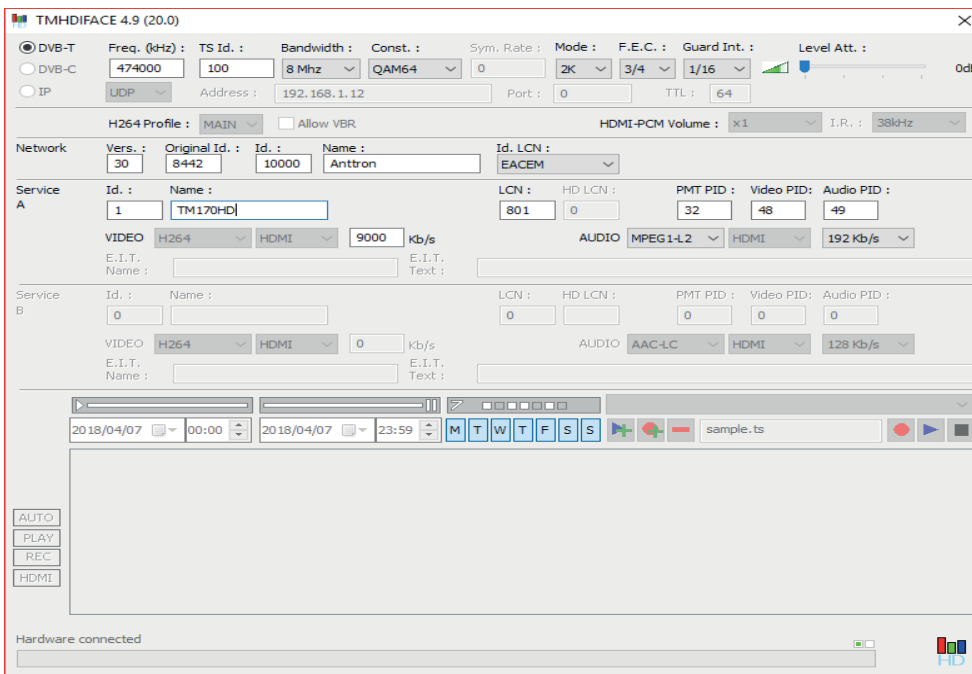 TMHDIFACE 4.9 (20.0)
DVB-T Freq. (kHz) : TS Id. : Bandwidth : Const. : Sym. Rate : Mode : F.E.C. : Guard Int. : Level Att. :
DVB-C 474000 100 8 Mhz QAM64 0 2K 3/4 1/16 0d
IP UDP Address : 192.168.1.12 Port : 0 TTL : 64
H264 Profile : MAIN Allow VBR HDMI-PCM Volume : x1 I.R. : 38kHz
Network Vers. : Original Id. : Id. : Name : Id. LCN :
30 8442 10000 Anttron EACEM
Service Id. : Name : LCN : HD LCN : PMT PID : Video PID: Audio PID :
A 1 TM170HD 801 0 32 48 49
VIDEO H264 HDMI 9000 Kb/s AUDIO MPEG1-L2 HDMI 192 Kb/s
E.I.T. E.I.T.
Name : Text :
Service Id. : Name : LCN : HD LCN : PMT PID : Video PID: Audio PID :
B 0 0 0 0 0
VIDEO H264 HDMI 0 Kb/s AUDIO AAC-LC HDMI 128 Kb/s
E.I.T. E.I.T.
Name : Text :
2018/04/07 00:00 2018/04/07 23:59 M T W T F S S sample.ts
AUTO
PLAY
REC
HDMI
Hardware connected
HD